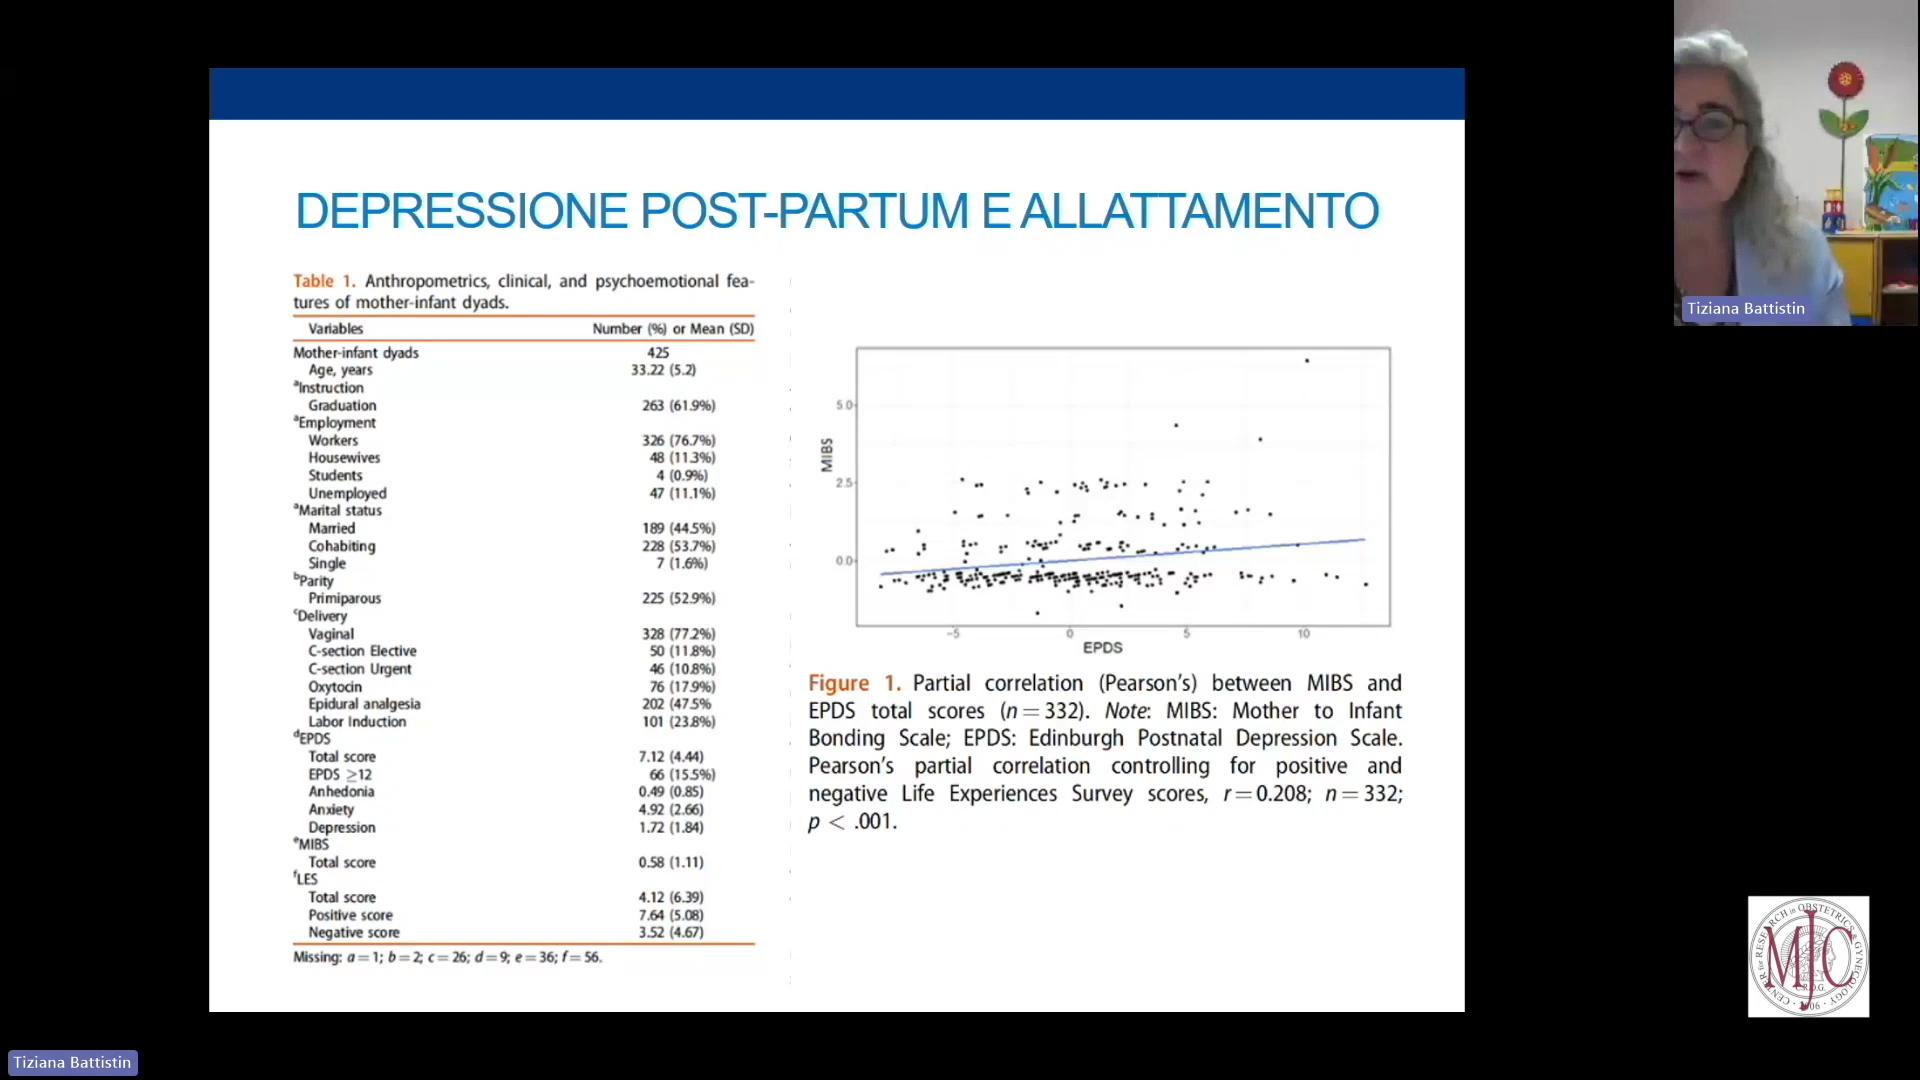 DEPRESSIONE POST-PARTUM E ALLATTAMENTO
Table 1. Anthropometrics, clinical, and psychoemotional fea-
tures of mother-infant dyads.
Variables Number (%) or Mean (SD)
Mother-infant dyads 425
Age, years 33.22 (5.2)
aInstruction
Graduation 263 (61.9%)
aEmployment
Workers 326 (76.7%)
Housewives 48 (11.3%)
Students 4 (0.9%)
Unemployed 47 (11.1%)
aMarital status
Married 189 (44.5%)
Cohabiting 228 (53.7%)
Single 7 (1.6%)
bParity
Primiparous 225 (52.9%)
cDelivery
Vaginal 328 (77.2%)
C-section Elective 50 (11.8%)
C-section Urgent 46 (10.8%)
Oxytocin 76 (17.9%)
Epidural analgesia 202 (47.5%
Labor Induction 101 (23.8%)
dEPDS
Total score 7.12 (4.44)
EPDS ≥12 66 (15.5%)
Anhedonia 0.49 (0.85)
Anxiety 4.92 (2.66)
Depression 1.72 (1.84)
eMIBS
Total score 0.58 (1.11)
fLES
Total score 4.12 (6.39)
Positive score 7.64 (5.08)
Negative score 3.52 (4.67)
Missing: a = 1; b = 2; c = 26; d = 9; e = 36; f = 56.
5.0
2.5
0.0
MIBS
-5 0 5 10
EPDS
Figure 1. Partial correlation (Pearson's) between MIBS and
EPDS total scores (n = 332). Note: MIBS: Mother to Infant
Bonding Scale; EPDS: Edinburgh Postnatal Depression Scale.
Pearson's partial correlation controlling for positive and
negative Life Experiences Survey scores, r = 0.208; n = 332;
p < .001.
Tiziana Battistin
CENTER for RESEARCH in OBSTETRICS & GYNECOLOGY
MJC
Tiziana Battistin